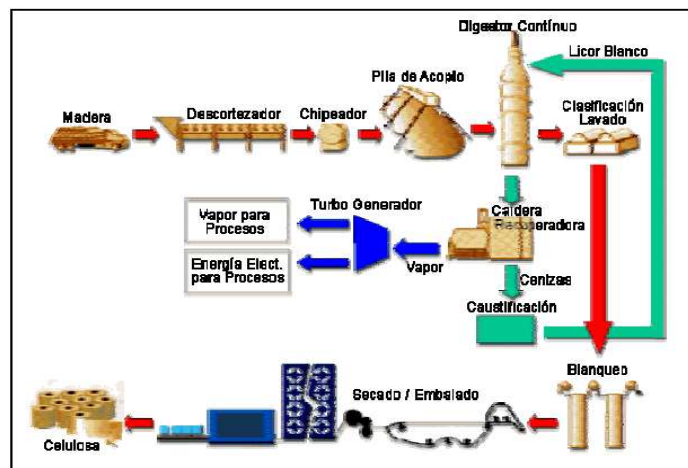 Digestor Contínuo
Licor Blanco
Pila de Acopio
Madera
Descortezador
Chipeador
Clasificación
Lavado
Turbo Generador
Caldera
Recuperadora
Vapor para
Procesos
Energía Elect.
para Procesos
Vapor
Cenizas
Caustificación
Blanqueo
Secado / Embalado
Celulosa